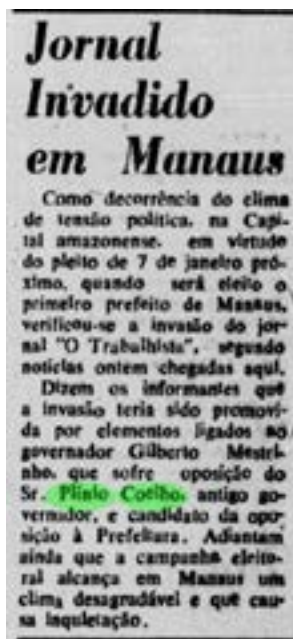 Jornal
Invadido
em Manaus
Como decorrência do clima
de tensão política, na Capi-
tal amazonense, em virtude
do pleito de 7 de janeiro pró-
ximo, quando será eleito o
primeiro prefeito de Manaus,
verificou-se a invasão do jor-
nal "O Trabalhista", segundo
notícias ontem chegadas aqui.
Dizem os informantes que
a invasão teria sido promovi-
da por elementos ligados ao
governador Gilberto Mestri-
nho, que sofre oposição do
Sr. Plínio Coelho, antigo go-
vernador, e candidato da opo-
sição à Prefeitura. Adiantam
ainda que a campanha eleito-
ral alcança em Manaus um
clima desagradável e que cau-
sa inquietação.